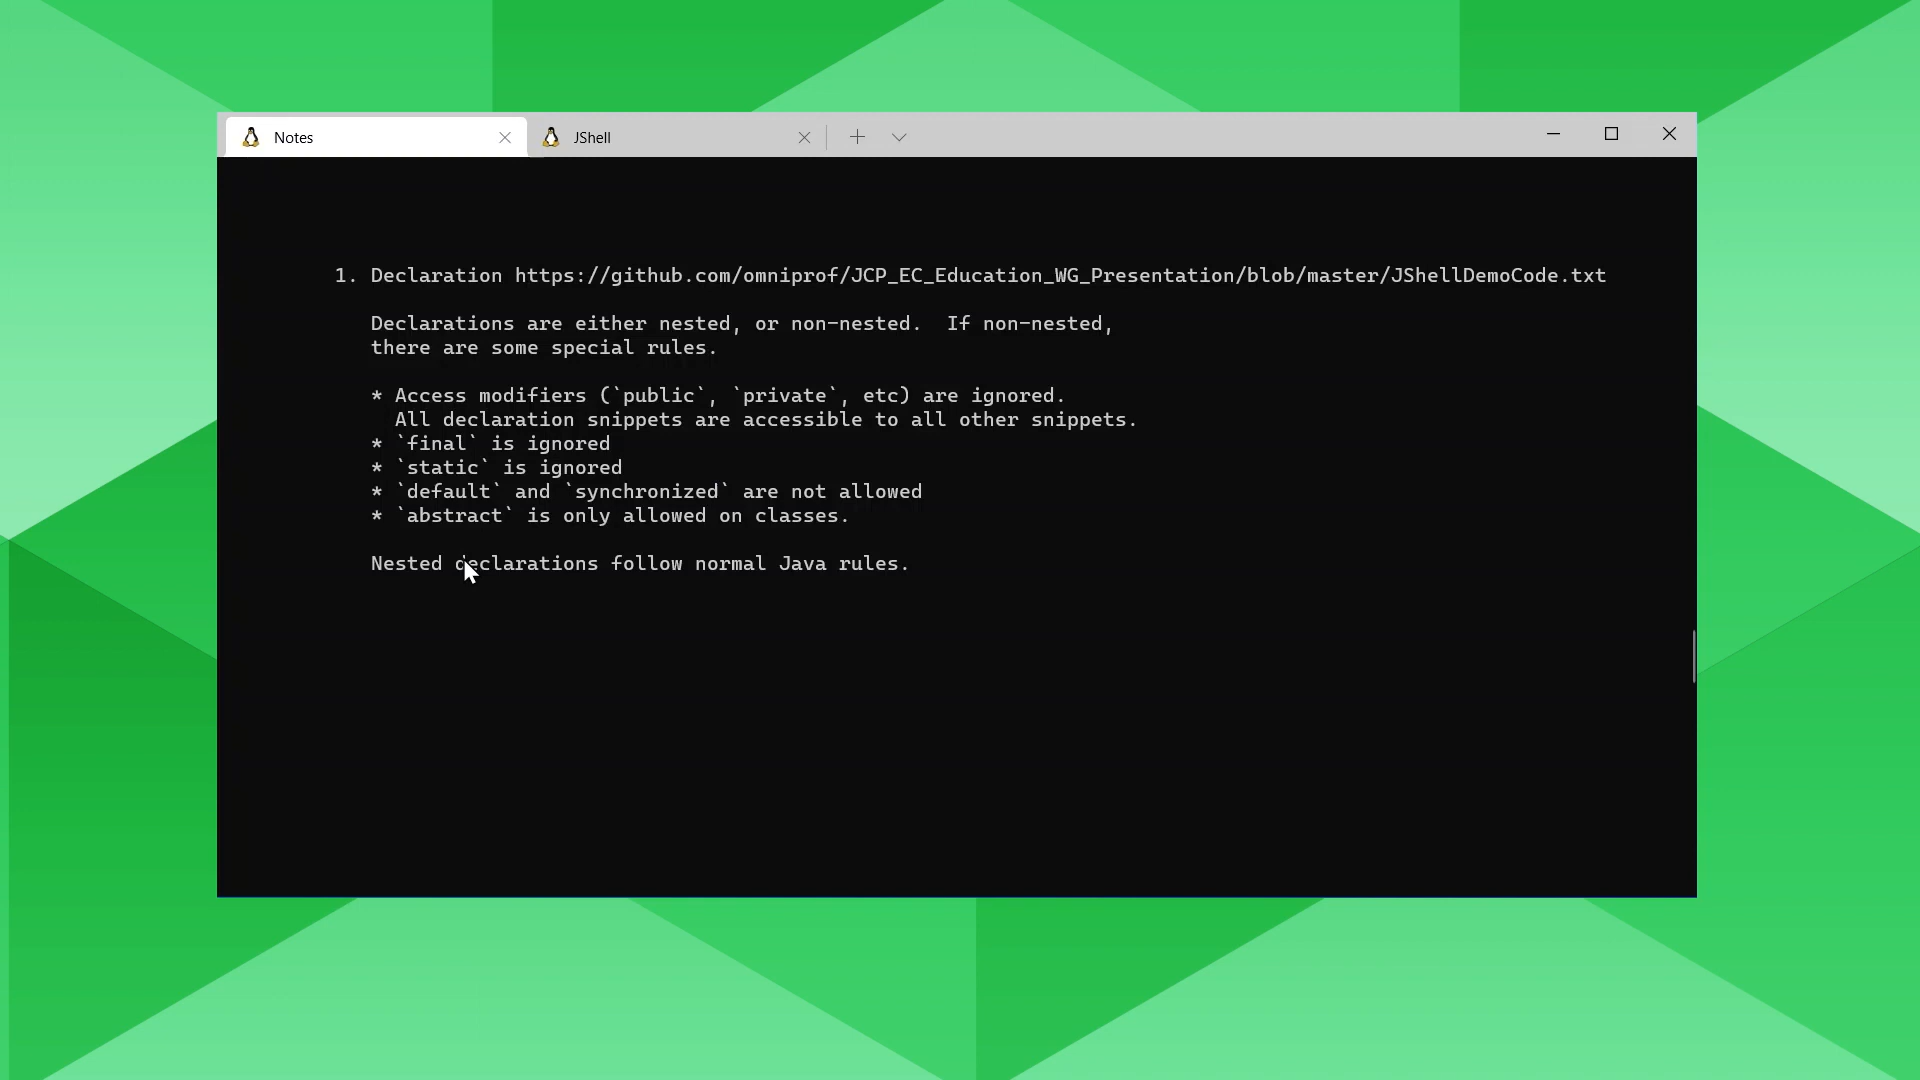 Notes
JShell
1. Declaration https://github.com/omniprof/JCP_EC_Education_WG_Presentation/blob/master/JShellDemoCode.txt
Declarations are either nested, or non-nested.  If non-nested,
there are some special rules.
* Access modifiers (`public`, `private`, etc) are ignored.
All declaration snippets are accessible to all other snippets.
* `final` is ignored
* `static` is ignored
* `default` and `synchronized` are not allowed
* `abstract` is only allowed on classes.
Nested declarations follow normal Java rules.